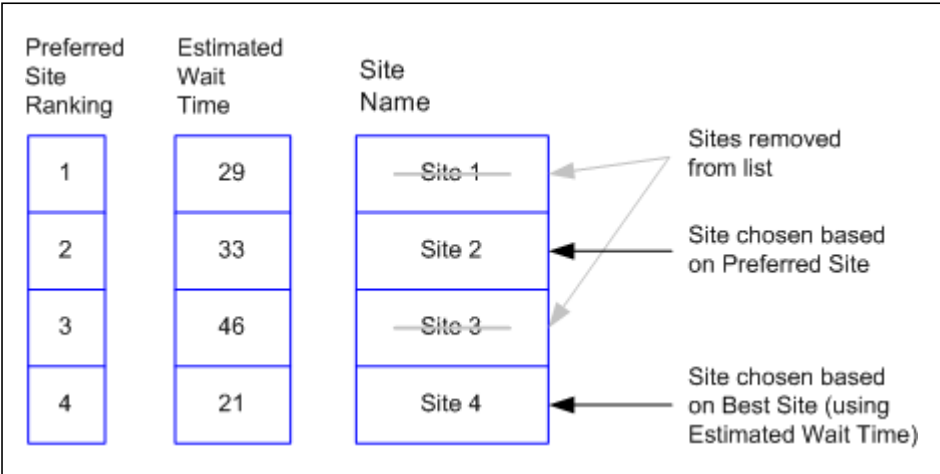 Preferred
Site
Ranking
Estimated
Wait
Time
Site
Name
1
29
Site 1
2
33
Site 2
3
46
Site 3
4
21
Site 4
Sites removed
from list
Site chosen based
on Preferred Site
Site chosen based
on Best Site (using
Estimated Wait Time)